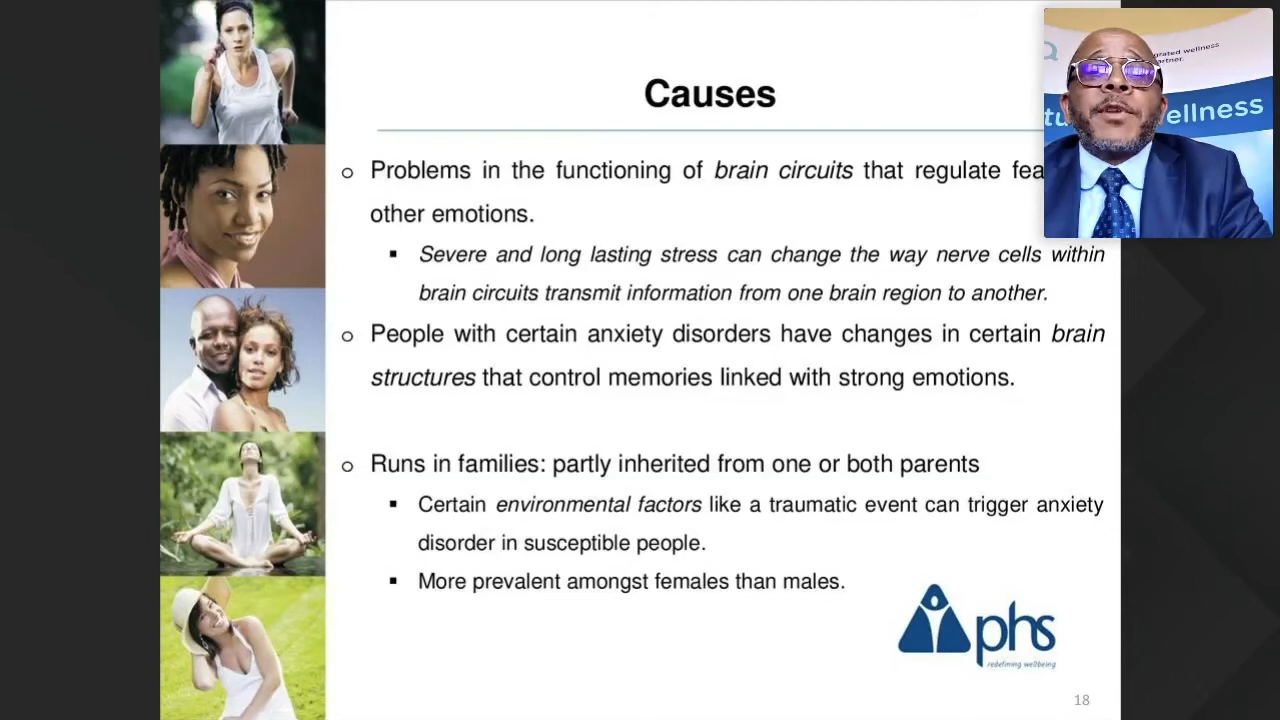 Causes
o Problems in the functioning of brain circuits that regulate
other emotions.
▪ Severe and long lasting stress can change the way nerve cells within
brain circuits transmit information from one brain region to another.
o People with certain anxiety disorders have changes in certain brain
structures that control memories linked with strong emotions.
o Runs in families: partly inherited from one or both parents
▪ Certain environmental factors like a traumatic event can trigger anxiety
disorder in susceptible people.
▪ More prevalent amongst females than males.
phs
redefining wellbeing
18
grated wellness
artner.
ellness